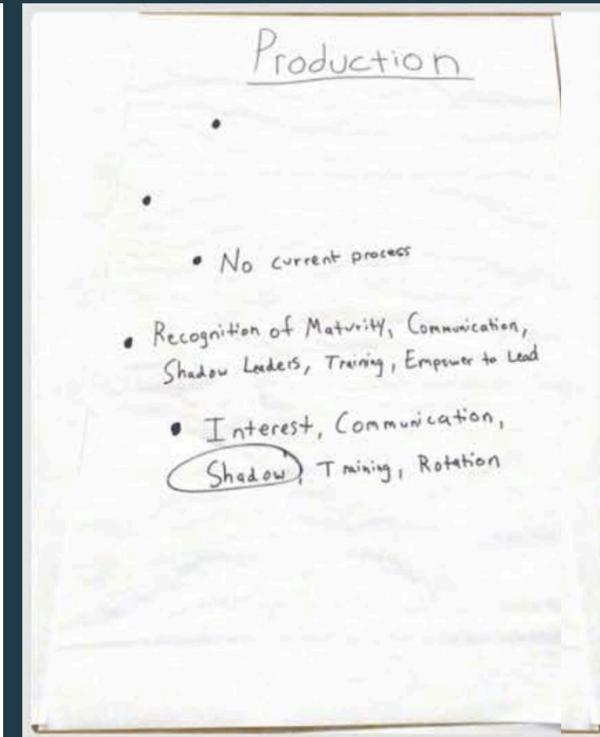 Production
•
•
• No current process
• Recognition of Maturity, Communication,
Shadow Leaders, Training, Empower to Lead
• Interest, Communication,
Shadow, Training, Rotation